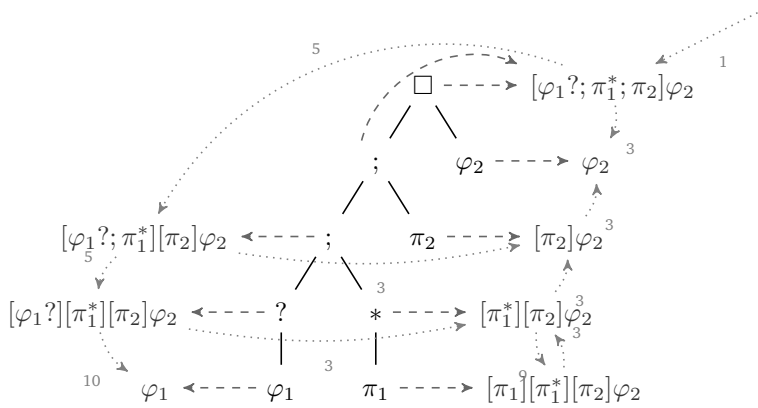 5
1
□ [φ₁?; π₁*; π₂]φ₂
; φ₂ φ₂ 3
[φ₁?; π₁*][π₂]φ₂ ; π₂ [π₂]φ₂ 3
5
3
[φ₁?][π₁*][π₂]φ₂ ? * [π₁*][π₂]φ₂ 3
3
10 3 9
φ₁ φ₁ π₁ [π₁][π₁*][π₂]φ₂